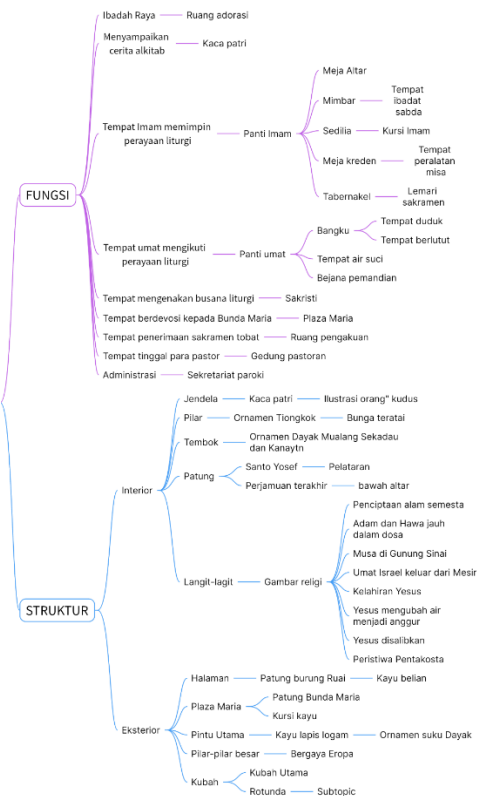 FUNGSI
Ibadah Raya
Ruang adorasi
Menyampaikan
cerita alkitab
Kaca patri
Tempat Imam memimpin
perayaan liturgi
Panti Imam
Meja Altar
Mimbar
Tempat
ibadat
sabda
Sedilia
Kursi Imam
Meja kreden
Tempat
peralatan
misa
Tabernakel
Lemari
sakramen
Tempat umat mengikuti
perayaan liturgi
Panti umat
Bangku
Tempat duduk
Tempat berlutut
Tempat air suci
Bejana pemandian
Tempat mengenakan busana liturgi
Sakristi
Tempat berdevosi kepada Bunda Maria
Plaza Maria
Tempat penerimaan sakramen tobat
Ruang pengakuan
Tempat tinggal para pastor
Gedung pastoran
Administrasi
Sekretariat paroki
STRUKTUR
Interior
Jendela
Kaca patri
Ilustrasi orang" kudus
Pilar
Ornamen Tiongkok
Bunga teratai
Tembok
Ornamen Dayak Mualang Sekadau
dan Kanaytn
Patung
Santo Yosef
Pelataran
Perjamuan terakhir
bawah altar
Langit-lagit
Gambar religi
Penciptaan alam semesta
Adam dan Hawa jauh
dalam dosa
Musa di Gunung Sinai
Umat Israel keluar dari Mesir
Kelahiran Yesus
Yesus mengubah air
menjadi anggur
Yesus disalibkan
Peristiwa Pentakosta
Eksterior
Halaman
Patung burung Ruai
Kayu belian
Plaza Maria
Patung Bunda Maria
Kursi kayu
Pintu Utama
Kayu lapis logam
Ornamen suku Dayak
Pilar-pilar besar
Bergaya Eropa
Kubah
Kubah Utama
Rotunda
Subtopic